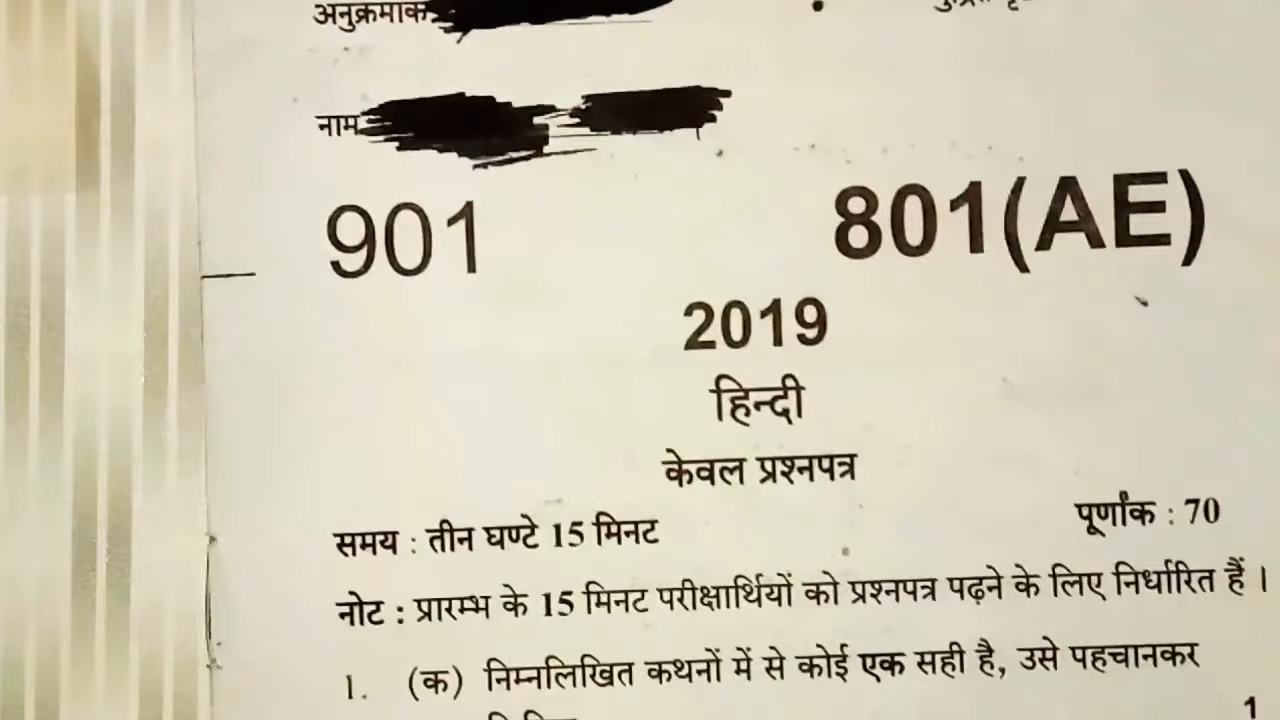 अनुक्रमांक
नाम
901 801(AE)
2019
हिन्दी
केवल प्रश्नपत्र
समय : तीन घण्टे 15 मिनट पूर्णांक : 70
नोट : प्रारम्भ के 15 मिनट परीक्षार्थियों को प्रश्नपत्र पढ़ने के लिए निर्धारित हैं ।
1. (क) निम्नलिखित कथनों में से कोई एक सही है, उसे पहचानकर
1